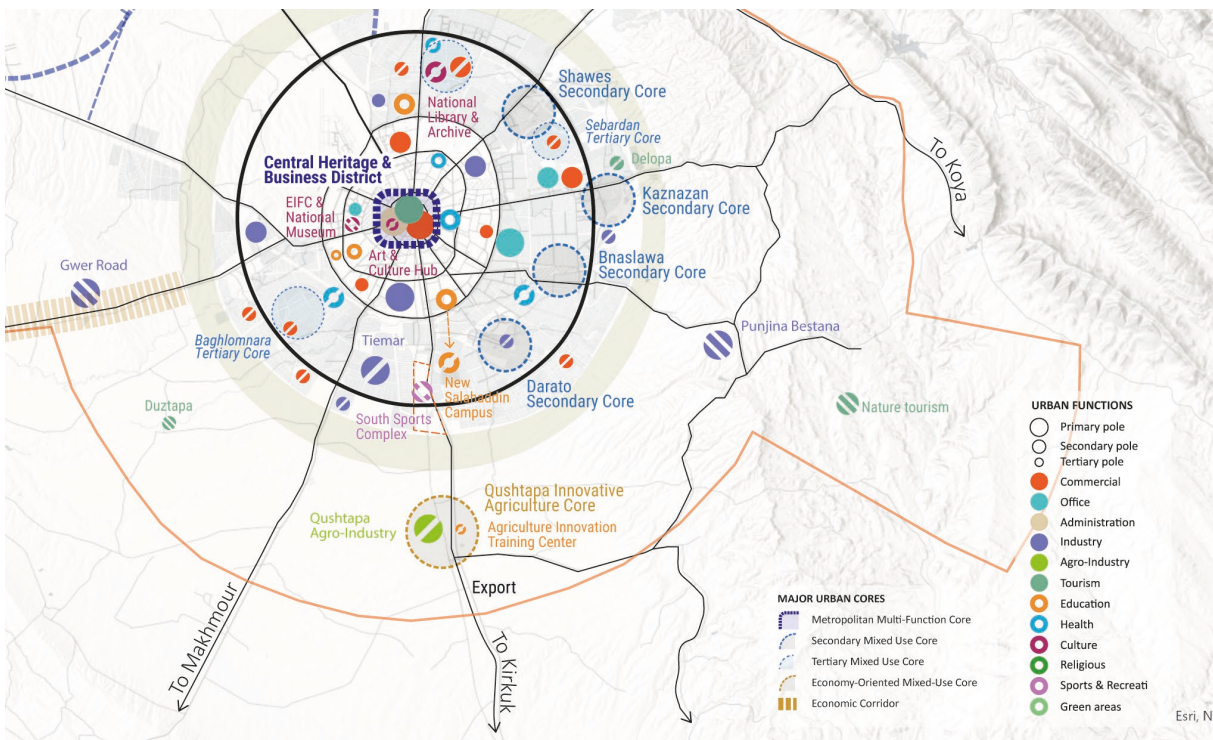 Shawes
Secondary Core
National
Library &
Archive
Sebardan
Tertiary Core
Delopa
To Koya
Central Heritage &
Business District
Kaznazan
Secondary Core
EIFC &
National
Museum
Art &
Culture Hub
Bnaslawa
Secondary Core
Gwer Road
Punjina Bestana
Baghlomnara
Tertiary Core
Tiemar
New
Salahaddin
Campus
Darato
Secondary Core
Duztapa
South Sports
Complex
Nature tourism
Qushtapa Innovative
Agriculture Core
Qushtapa
Agro-Industry
Agriculture Innovation
Training Center
Export
To Makhmour
To Kirkuk
MAJOR URBAN CORES
Metropolitan Multi-Function Core
Secondary Mixed Use Core
Tertiary Mixed Use Core
Economy-Oriented Mixed-Use Core
Economic Corridor
URBAN FUNCTIONS
Primary pole
Secondary pole
Tertiary pole
Commercial
Office
Administration
Industry
Agro-Industry
Tourism
Education
Health
Culture
Religious
Sports & Recreati
Green areas
Esri, N